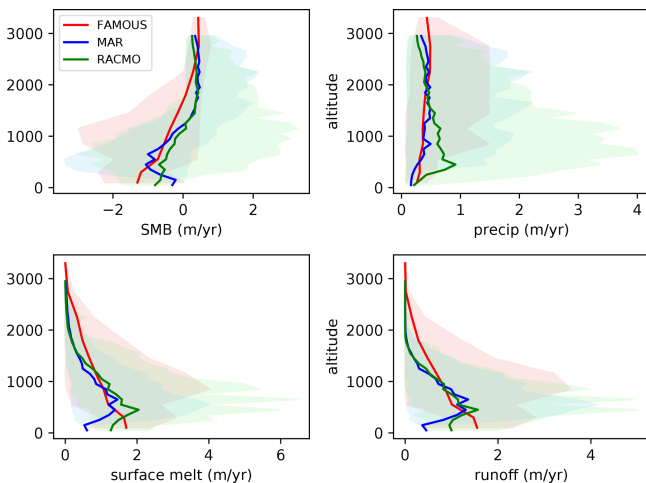 FAMOUS
MAR
RACMO
3000
2000
1000
0
−2 0 2
SMB (m/yr)
altitude
3000
2000
1000
0
0 1 2 3 4
precip (m/yr)
3000
2000
1000
0
0 2 4 6
surface melt (m/yr)
altitude
3000
2000
1000
0
0 2 4
runoff (m/yr)